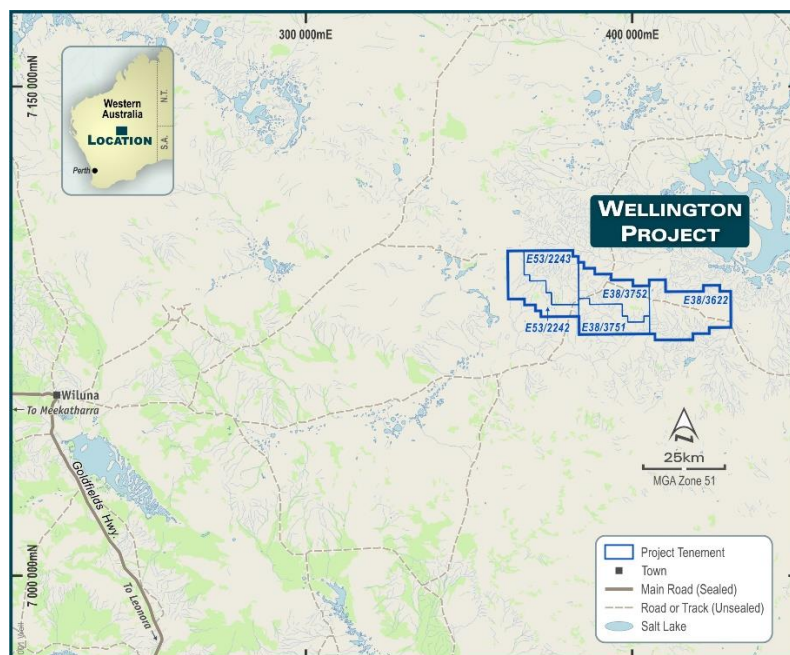 300 000mE
400 000mE
7 150 000mN
Western
Australia
LOCATION
N.T.
S.A.
Perth
WELLINGTON
PROJECT
E53/2243
E38/3752
E38/3622
E53/2242
E38/3751
Wiluna
To Meekatharra
Goldfields Hwy.
To Leonora
25km
MGA Zone 51
7 000 000mN
Project Tenement
Town
Main Road (Sealed)
Road or Track (Unsealed)
Salt Lake